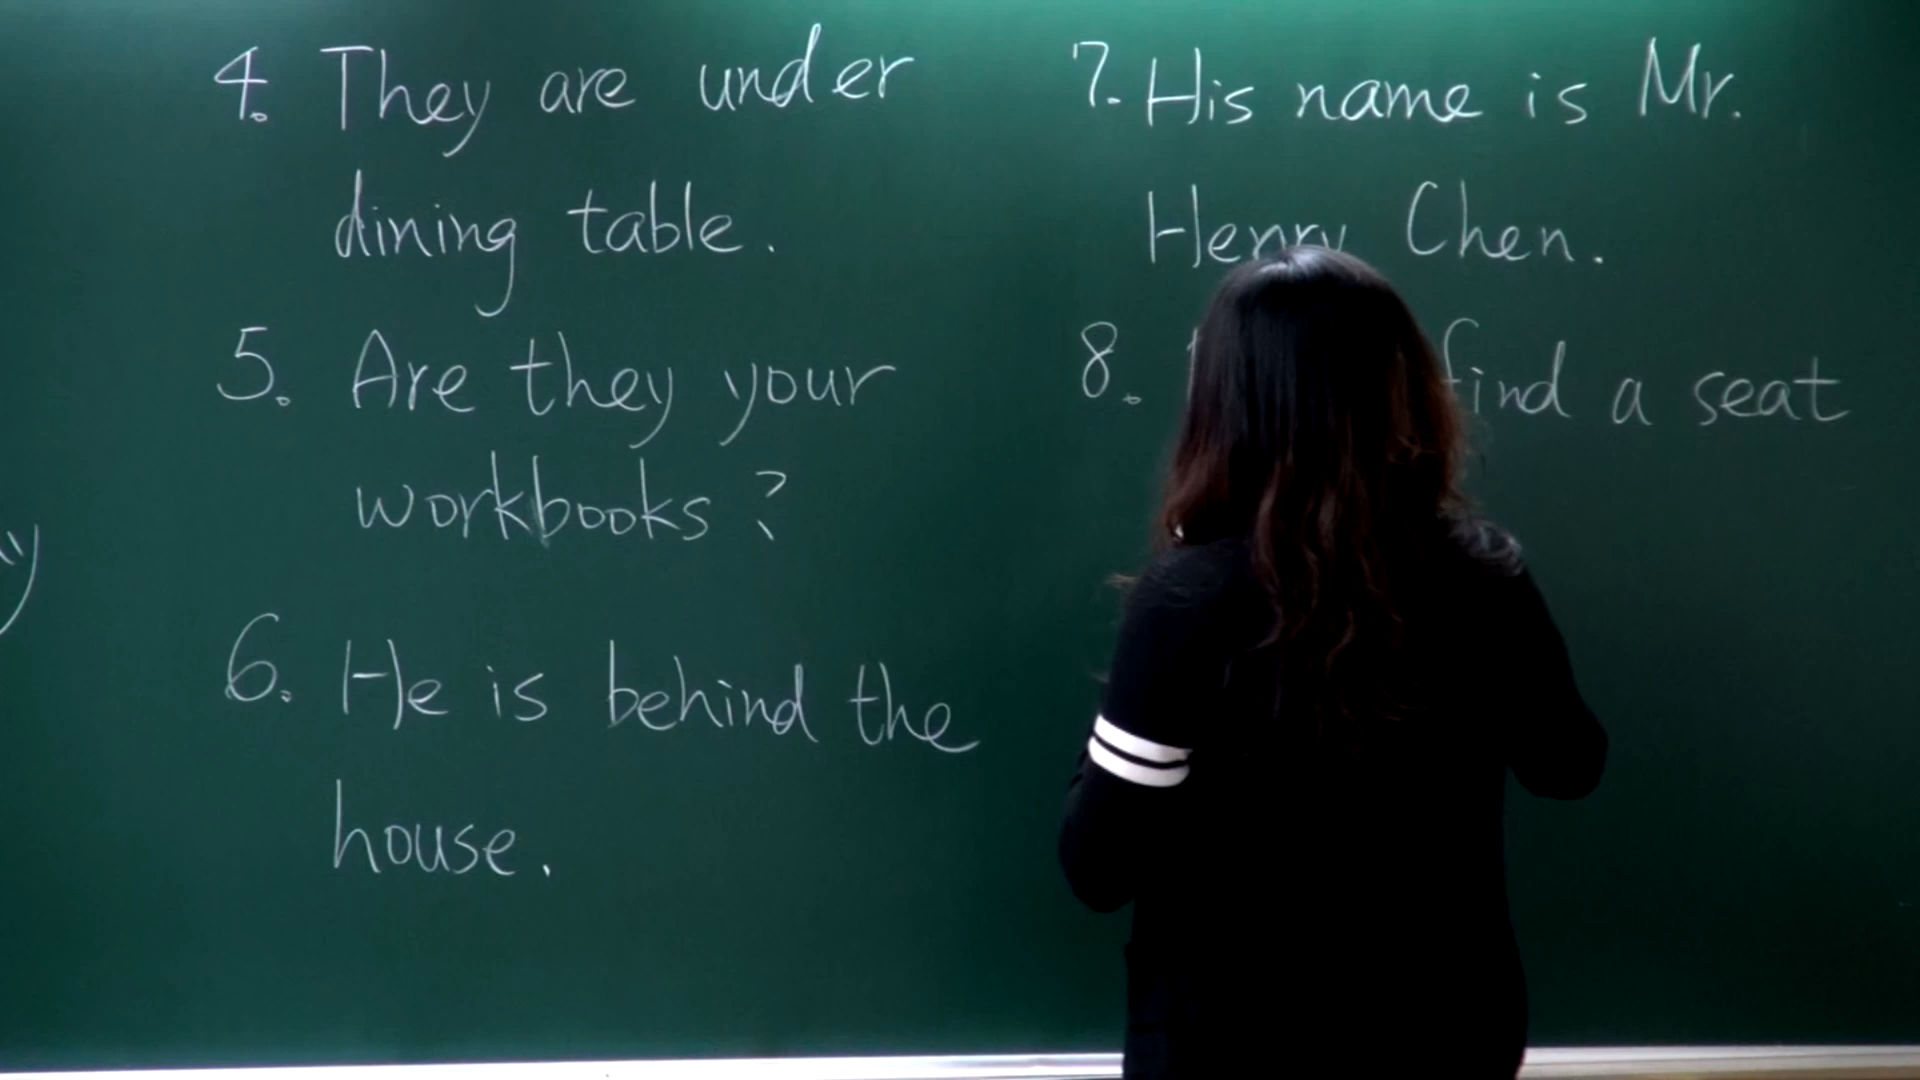 4. They are under
dining table.
5. Are they your
workbooks?
6. He is behind the
house.
7. His name is Mr.
Henry Chen.
8. find a seat